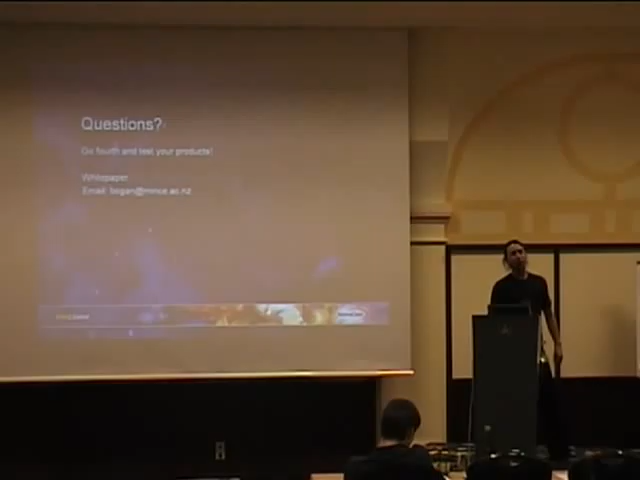 Questions?
Go fourth and test your products!
Whitepaper
Email: